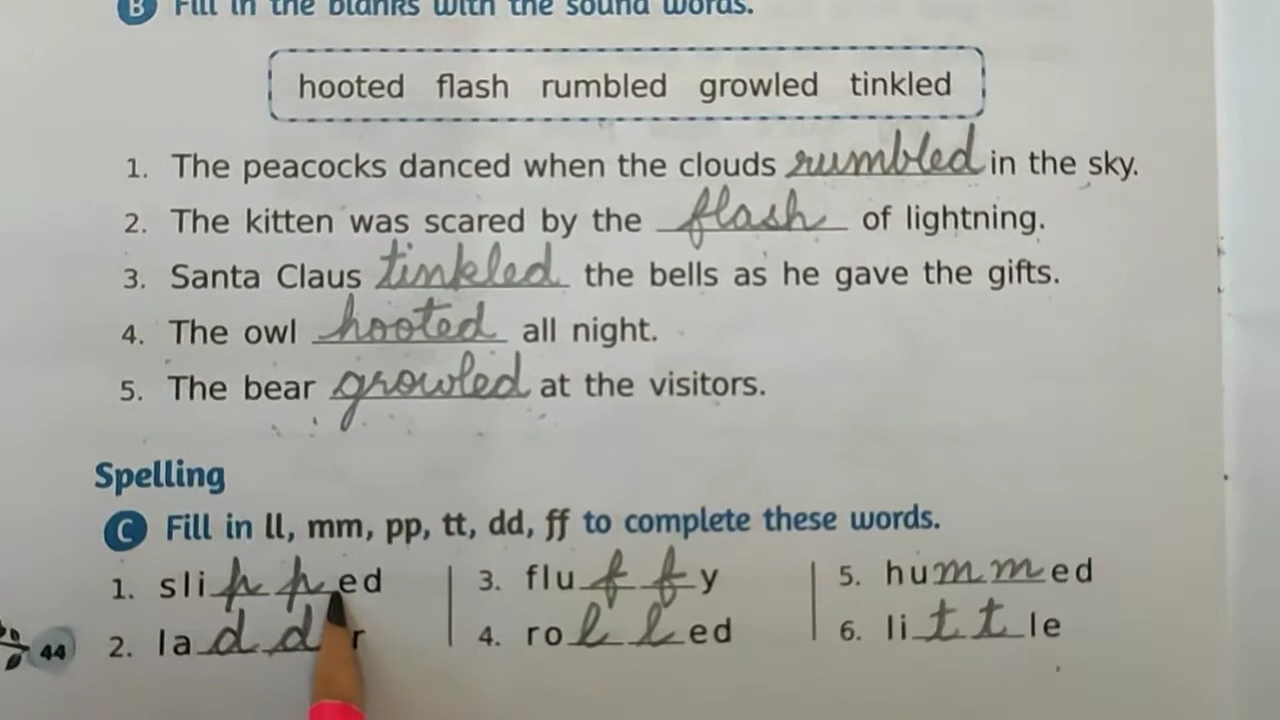 B Fill in the blanks with the sound words.
hooted flash rumbled growled tinkled
1. The peacocks danced when the clouds rumbled in the sky.
2. The kitten was scared by the flash of lightning.
3. Santa Claus tinkled the bells as he gave the gifts.
4. The owl hooted all night.
5. The bear growled at the visitors.
Spelling
C Fill in ll, mm, pp, tt, dd, ff to complete these words.
1. slipped 3. fluffy 5. hummed
2. ladd r 4. rolled 6. little
44